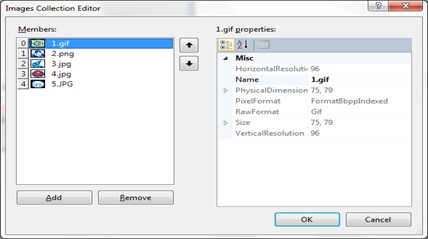 Images Collection Editor
Members:
0 1.gif
1 2.png
2 3.jpg
3 4.jpg
4 5.JPG
Add
Remove
1.gif properties:
Misc
HorizontalResolutio 96
Name 1.gif
PhysicalDimension 75, 79
PixelFormat Format8bppIndexed
RawFormat Gif
Size 75, 79
VerticalResolution 96
OK
Cancel